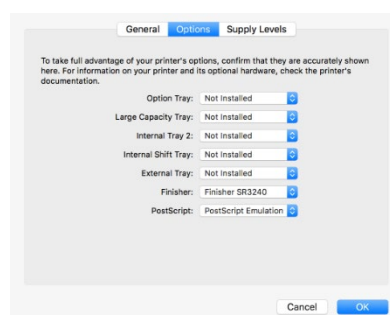 General Options Supply Levels
To take full advantage of your printer's options, confirm that they are accurately shown
here. For information on your printer and its optional hardware, check the printer's
documentation.
Option Tray: Not Installed
Large Capacity Tray: Not Installed
Internal Tray 2: Not Installed
Internal Shift Tray: Not Installed
External Tray: Not Installed
Finisher: Finisher SR3240
PostScript: PostScript Emulation
Cancel OK